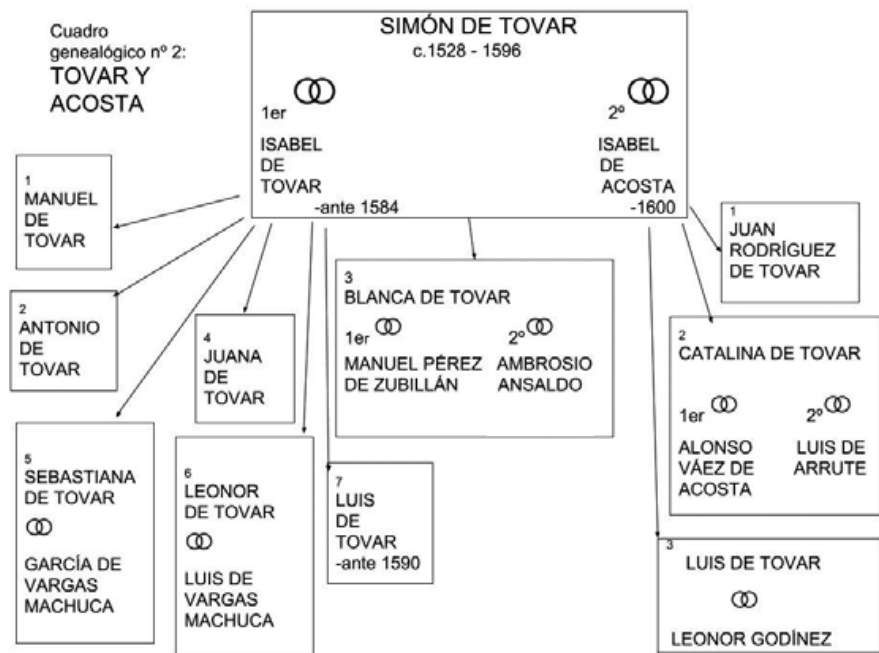 Cuadro
genealógico nº 2:
TOVAR Y
ACOSTA
SIMÓN DE TOVAR
c.1528 - 1596
1er
ISABEL
DE
TOVAR
-ante 1584
2º
ISABEL
DE
ACOSTA
-1600
1
MANUEL
DE
TOVAR
2
ANTONIO
DE
TOVAR
3
BLANCA DE TOVAR
1er
MANUEL PÉREZ
DE ZUBILLÁN
2º
AMBROSIO
ANSALDO
4
JUANA
DE
TOVAR
5
SEBASTIANA
DE TOVAR
GARCÍA DE
VARGAS
MACHUCA
6
LEONOR
DE TOVAR
LUIS DE
VARGAS
MACHUCA
7
LUIS
DE
TOVAR
-ante 1590
1
JUAN
RODRÍGUEZ
DE TOVAR
2
CATALINA DE TOVAR
1er
ALONSO
VÁEZ DE
ACOSTA
2º
LUIS DE
ARRUTE
3
LUIS DE TOVAR
LEONOR GODÍNEZ